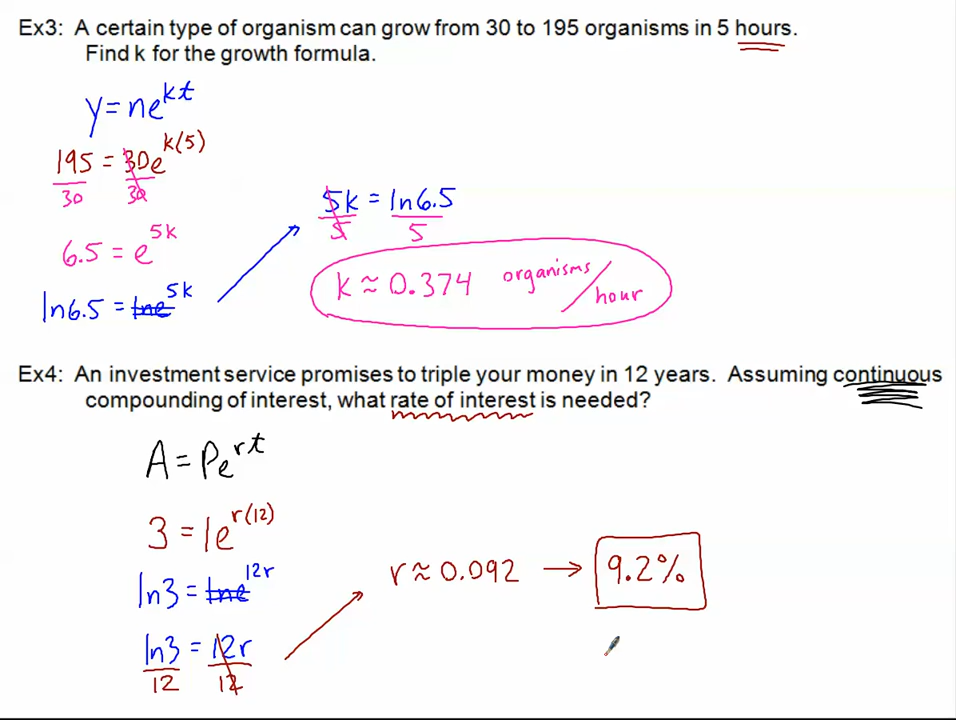 Ex3: A certain type of organism can grow from 30 to 195 organisms in 5 hours.
Find k for the growth formula.
y = ne^{kt}
195 = 30e^{k(5)}
30 30
6.5 = e^{5k}
ln6.5 = lne^{5k}
5k = ln6.5
5 5
k ≈ 0.374 organisms/hour
Ex4: An investment service promises to triple your money in 12 years. Assuming continuous
compounding of interest, what rate of interest is needed?
A = Pe^{rt}
3 = 1e^{r(12)}
ln3 = lne^{12r}
ln3 = 12r
12 12
r ≈ 0.092 → 9.2%